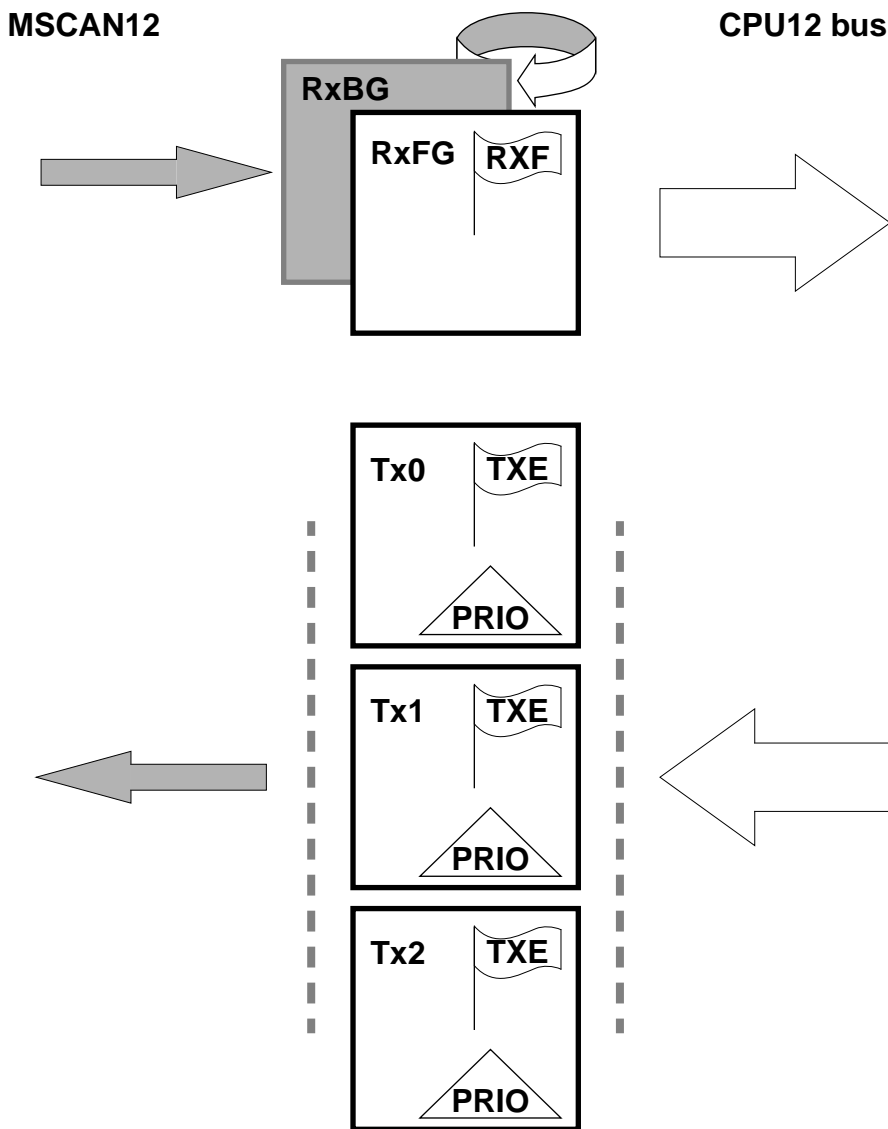 MSCAN12
CPU12 bus
RxBG
RxFG
RXF
Tx0
TXE
PRIO
Tx1
TXE
PRIO
Tx2
TXE
PRIO